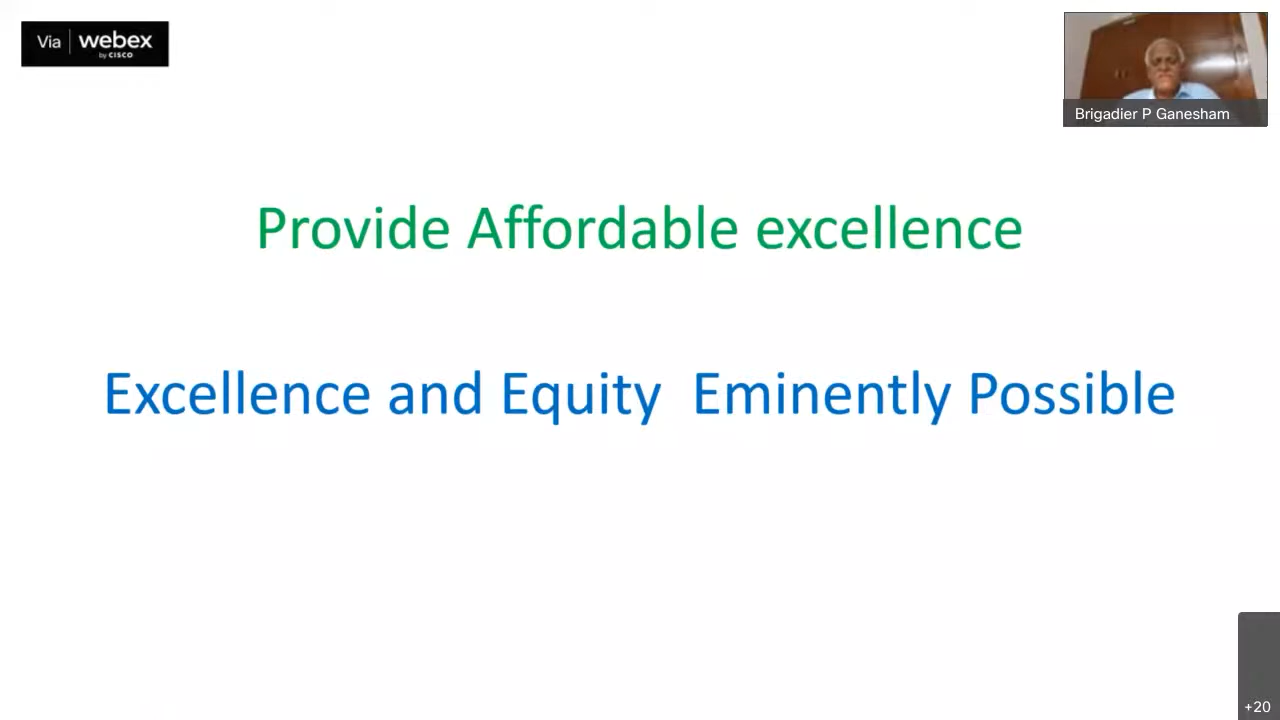 Via webex
by CISCO
Brigadier P Ganesham
Provide Affordable excellence
Excellence and Equity Eminently Possible
+20